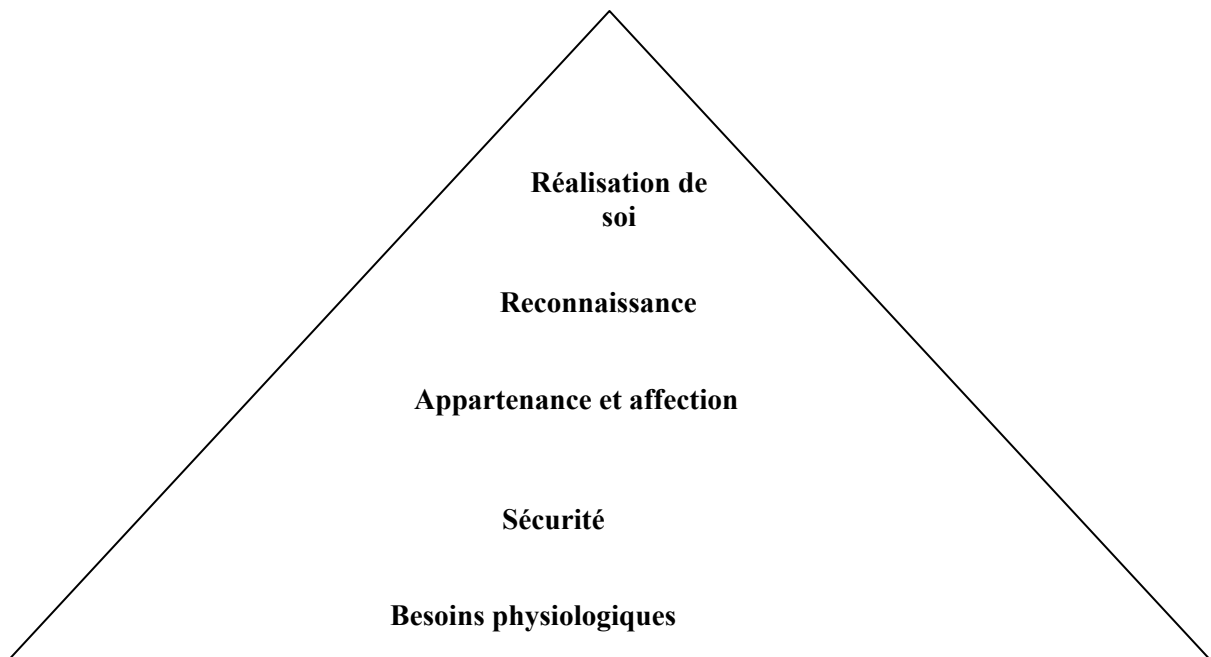 Réalisation de
soi
Reconnaissance
Appartenance et affection
Sécurité
Besoins physiologiques